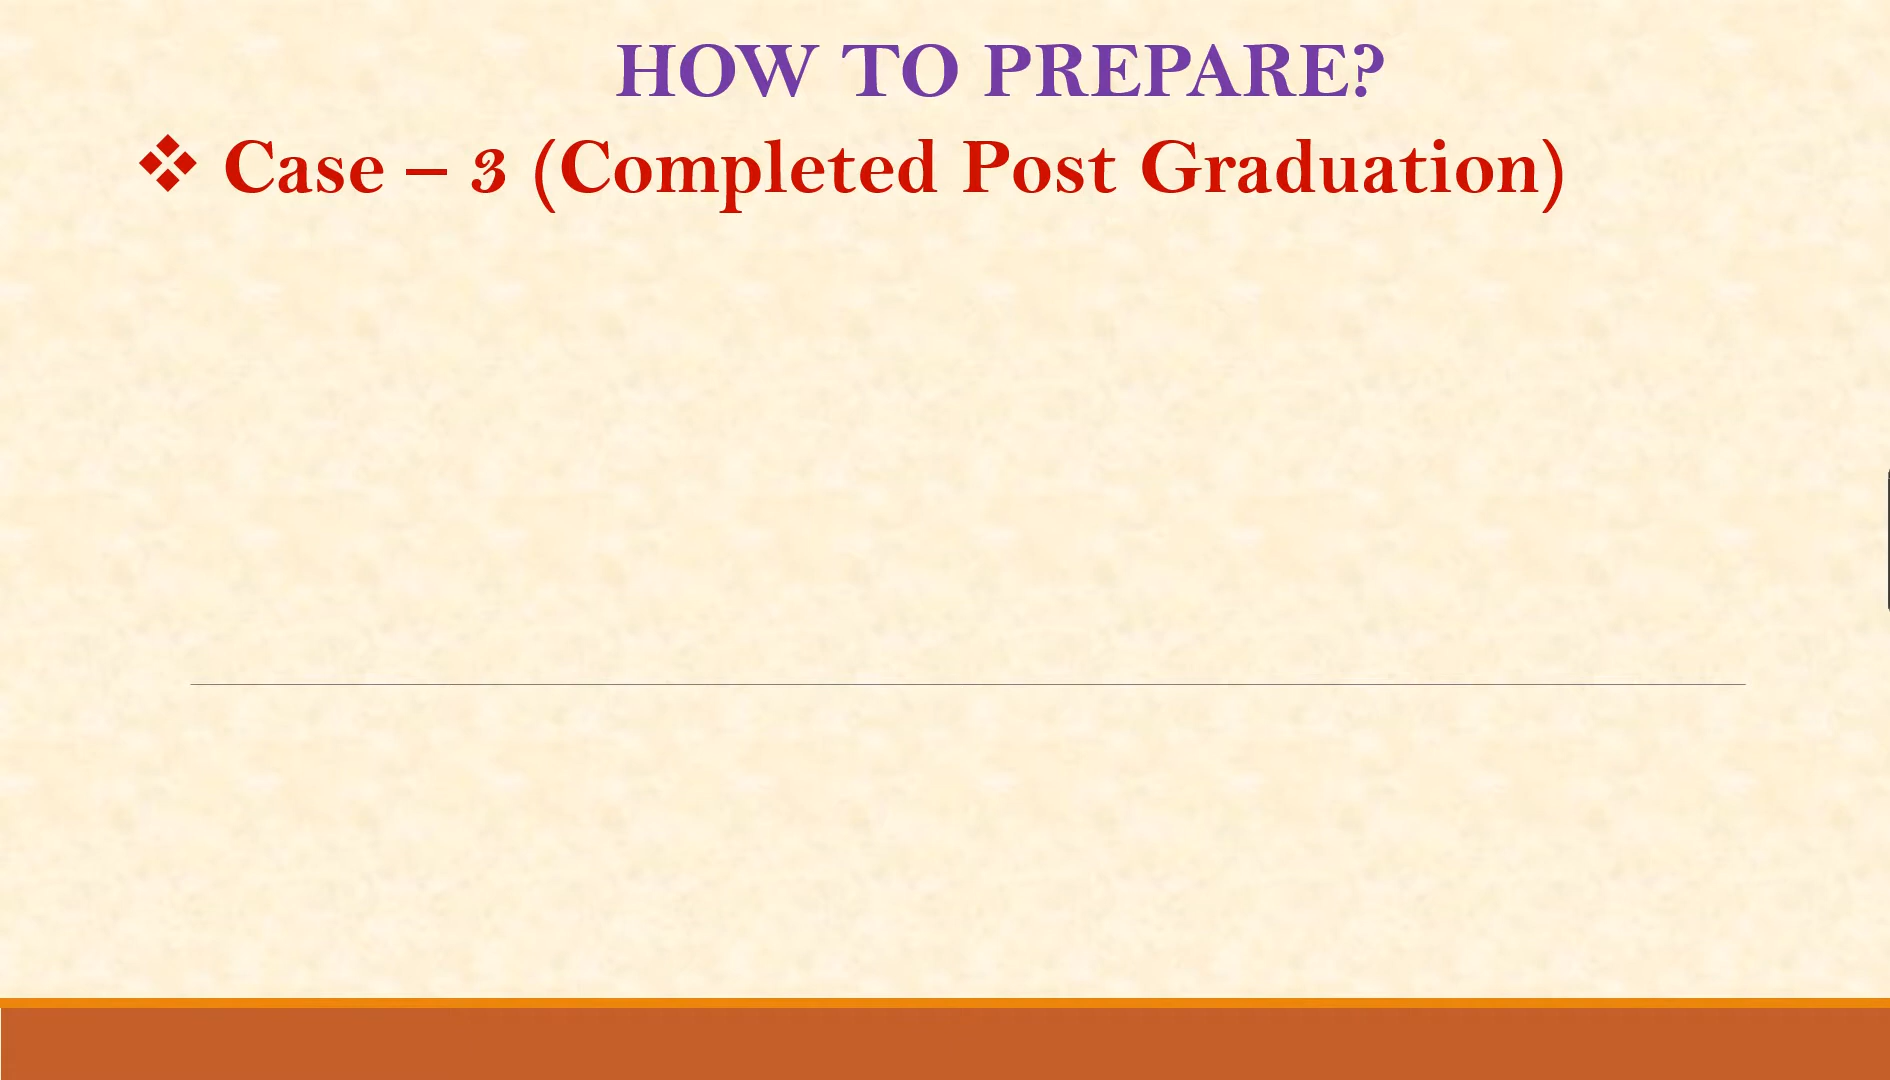 HOW TO PREPARE?
❖ Case – 3 (Completed Post Graduation)